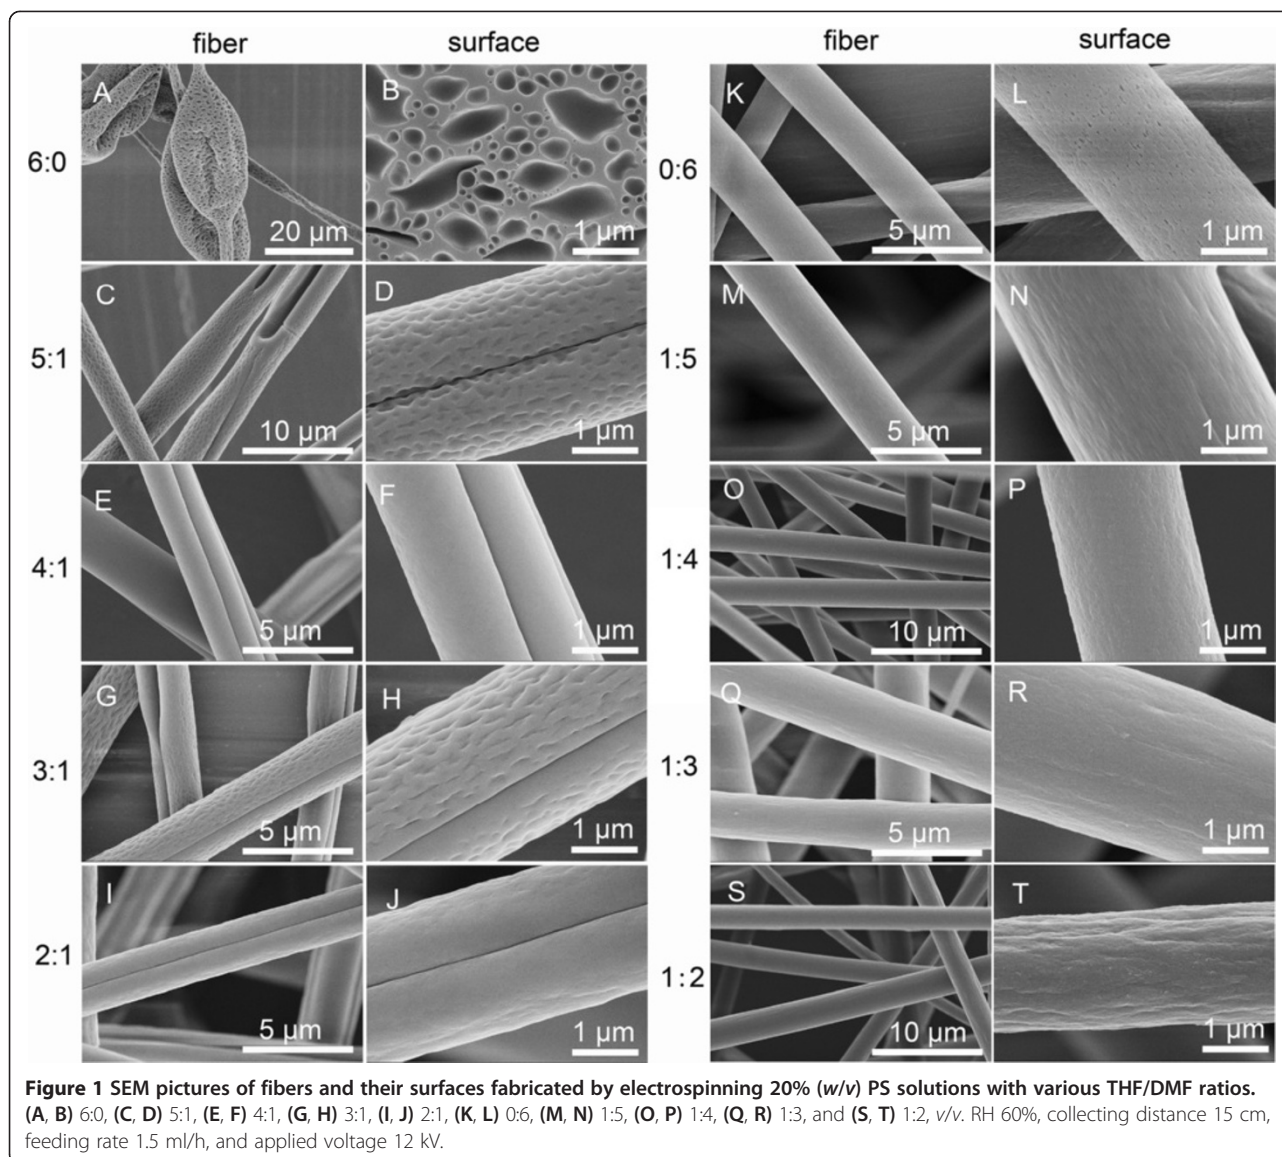 fiber surface fiber surface
6:0 A 20 µm B 1 µm 0:6 K 5 µm L 1 µm
5:1 C 10 µm D 1 µm 1:5 M 5 µm N 1 µm
4:1 E 5 µm F 1 µm 1:4 O 10 µm P 1 µm
3:1 G 5 µm H 1 µm 1:3 Q 5 µm R 1 µm
2:1 I 5 µm J 1 µm 1:2 S 10 µm T 1 µm
Figure 1 SEM pictures of fibers and their surfaces fabricated by electrospinning 20% (w/v) PS solutions with various THF/DMF ratios.
(A, B) 6:0, (C, D) 5:1, (E, F) 4:1, (G, H) 3:1, (I, J) 2:1, (K, L) 0:6, (M, N) 1:5, (O, P) 1:4, (Q, R) 1:3, and (S, T) 1:2, v/v. RH 60%, collecting distance 15 cm,
feeding rate 1.5 ml/h, and applied voltage 12 kV.